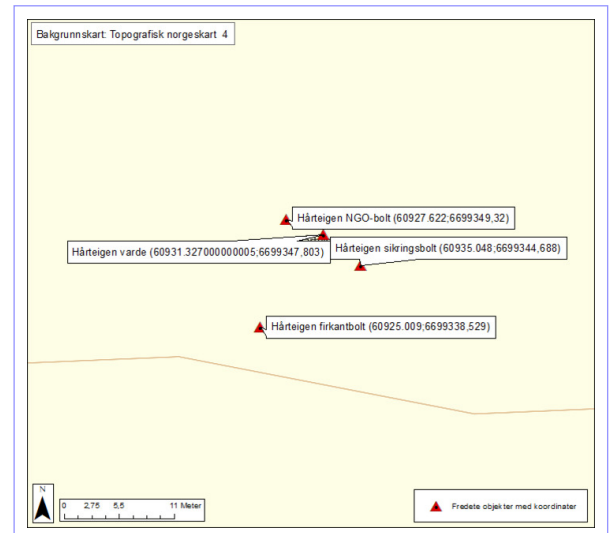 Bakgrunnskart: Topografisk norgeskart 4
Hårteigen NGO-bolt (60927.622;6699349,32)
Hårteigen varde (60931.327000000005;6699347,803)
Hårteigen sikringsbolt (60935.048;6699344,688)
Hårteigen firkantbolt (60925.009;6699338,529)
N
0 2,75 5,5 11 Meter
Fredete objekter med koordinater